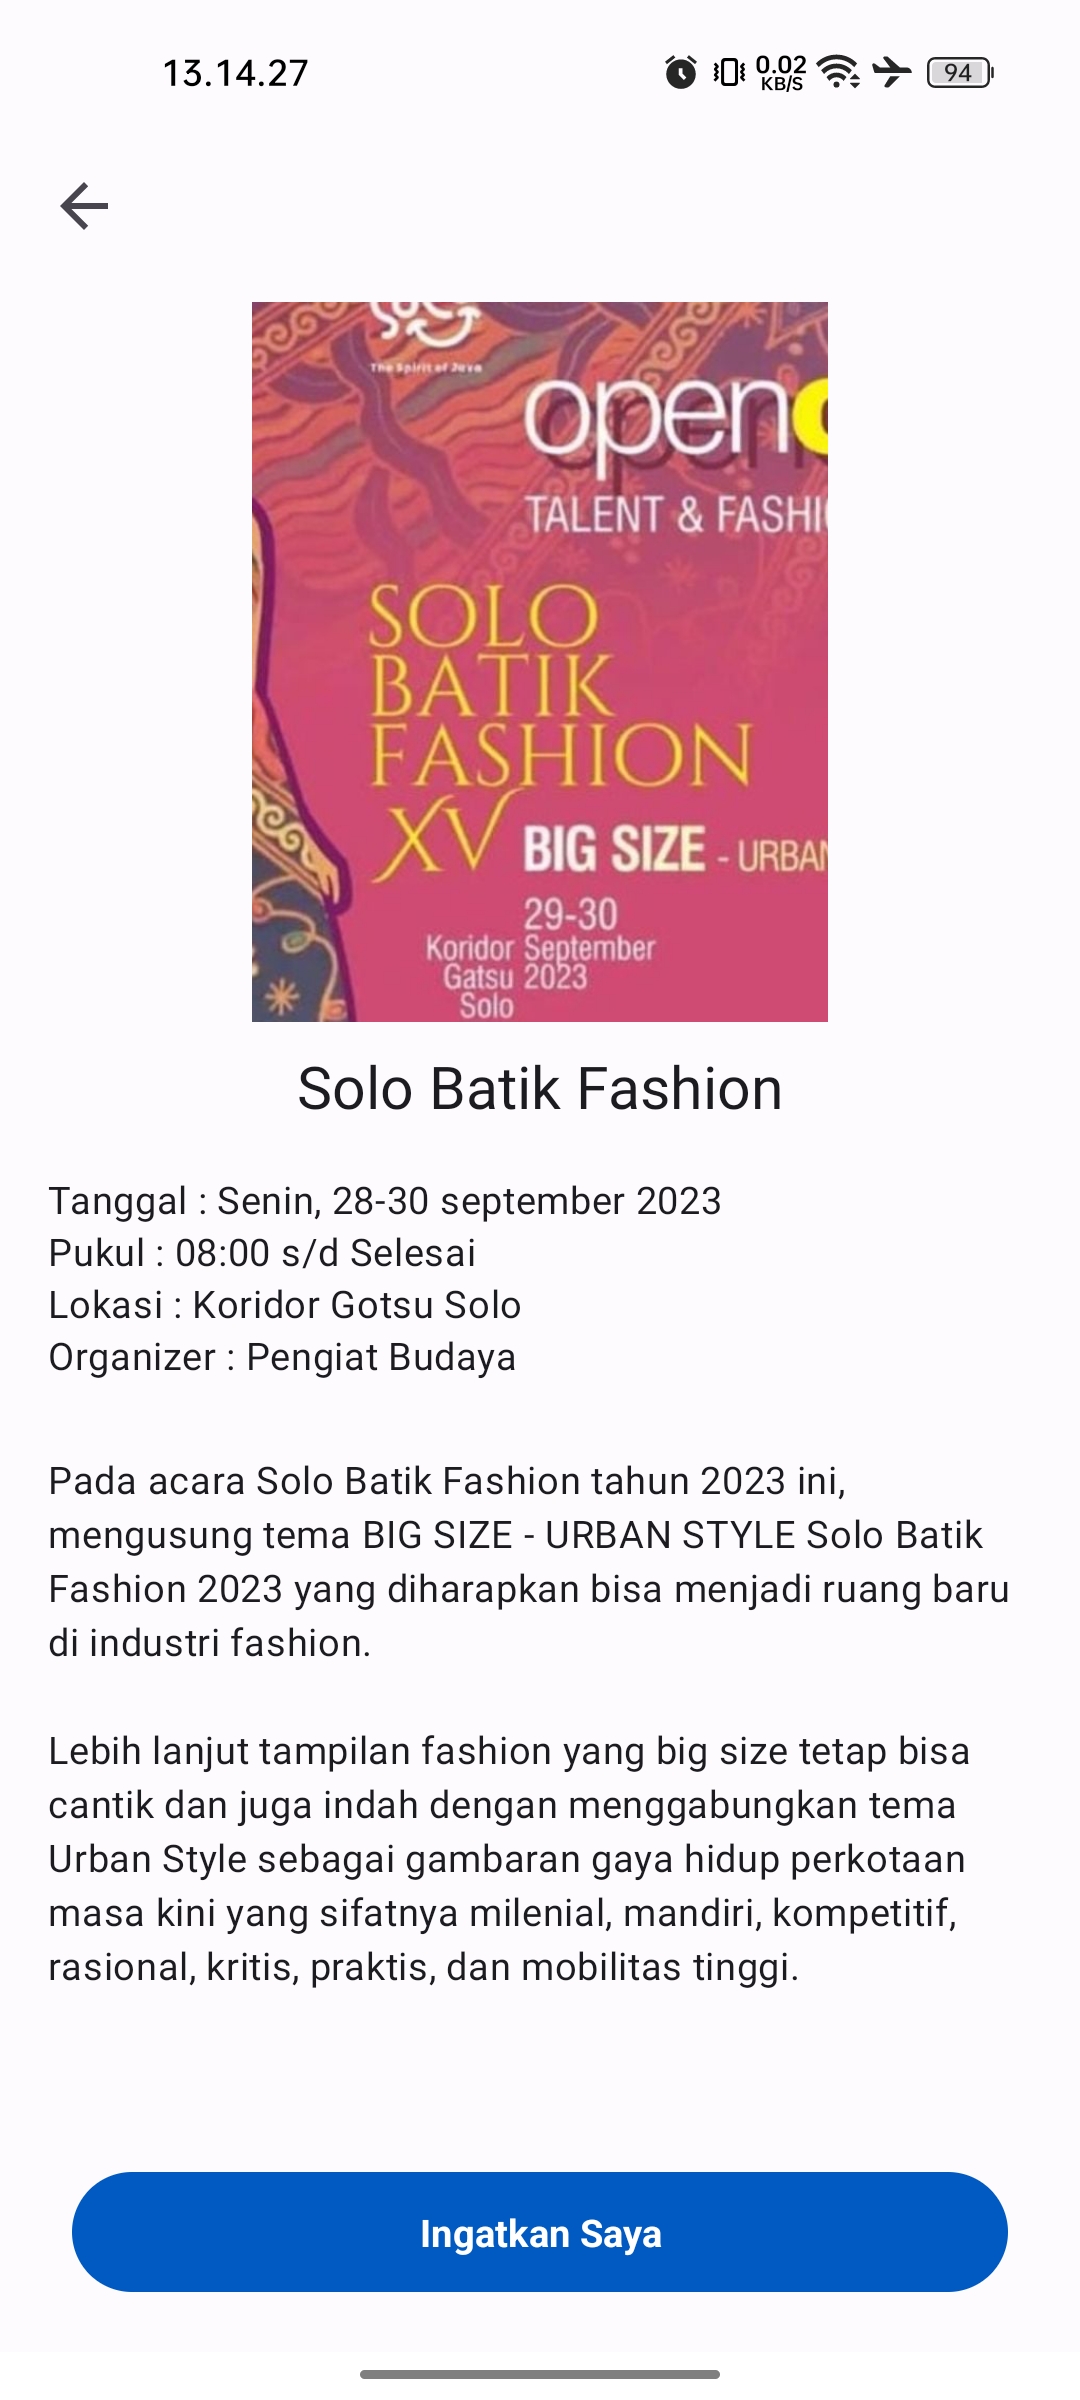 13.14.27
0.02
KB/S
94
The Spirit of Java
open
TALENT & FASHI
SOLO
BATIK
FASHION
XV BIG SIZE - URBAN
29-30
Koridor September
Gatsu 2023
Solo
Solo Batik Fashion
Tanggal : Senin, 28-30 september 2023
Pukul : 08:00 s/d Selesai
Lokasi : Koridor Gotsu Solo
Organizer : Pengiat Budaya
Pada acara Solo Batik Fashion tahun 2023 ini,
mengusung tema BIG SIZE - URBAN STYLE Solo Batik
Fashion 2023 yang diharapkan bisa menjadi ruang baru
di industri fashion.
Lebih lanjut tampilan fashion yang big size tetap bisa
cantik dan juga indah dengan menggabungkan tema
Urban Style sebagai gambaran gaya hidup perkotaan
masa kini yang sifatnya milenial, mandiri, kompetitif,
rasional, kritis, praktis, dan mobilitas tinggi.
Ingatkan Saya